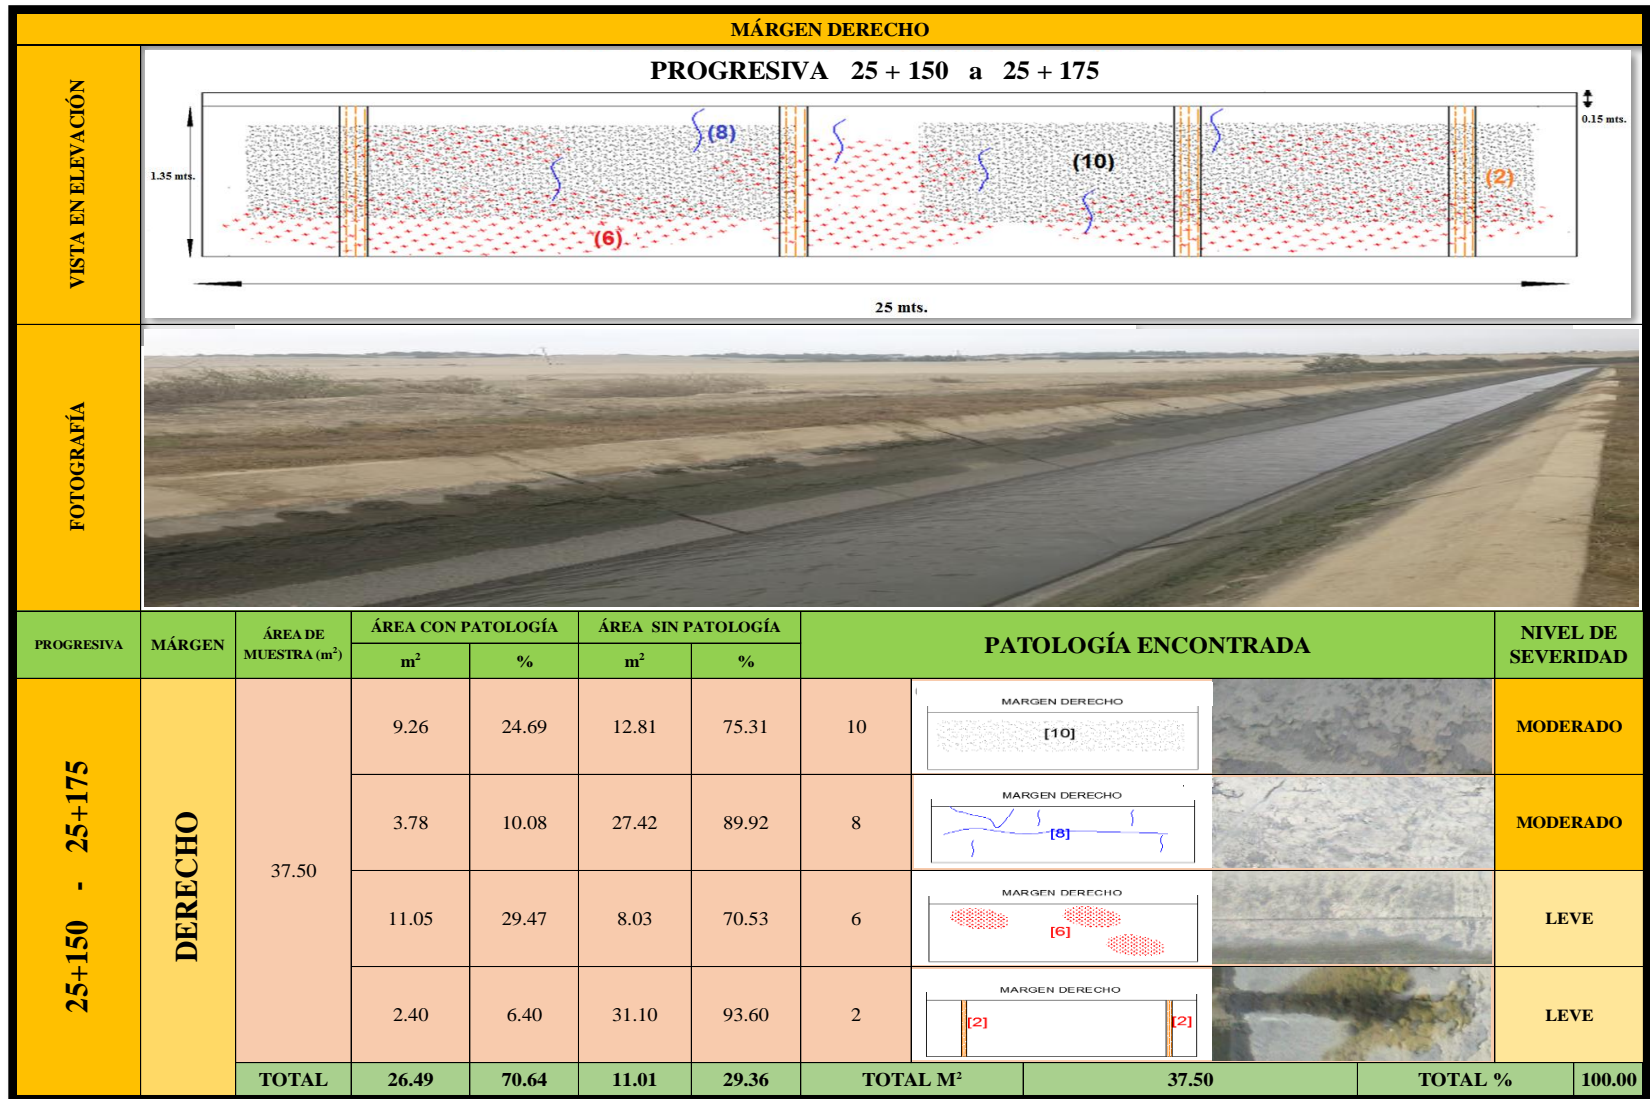 MÁRGEN DERECHO
VISTA EN ELEVACIÓN
PROGRESIVA 25 + 150 a 25 + 175
(8)
(10)
(2)
(6)
1.35 mts.
0.15 mts.
25 mts.
FOTOGRAFÍA
PROGRESIVA
MÁRGEN
ÁREA DE
MUESTRA (m²)
ÁREA CON PATOLOGÍA
ÁREA SIN PATOLOGÍA
m²
%
m²
%
PATOLOGÍA ENCONTRADA
NIVEL DE
SEVERIDAD
25+150 - 25+175
DERECHO
37.50
9.26 24.69 12.81 75.31 10
MARGEN DERECHO
[10]
MODERADO
3.78 10.08 27.42 89.92 8
MARGEN DERECHO
[8]
MODERADO
11.05 29.47 8.03 70.53 6
MARGEN DERECHO
[6]
LEVE
2.40 6.40 31.10 93.60 2
MARGEN DERECHO
[2] [2]
LEVE
TOTAL 26.49 70.64 11.01 29.36 TOTAL M² 37.50 TOTAL % 100.00